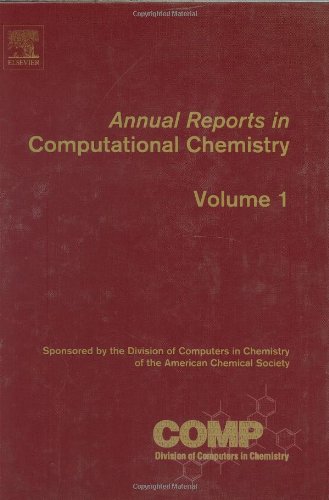 ELSEVIER
Annual Reports in
Computational Chemistry
Volume 1
Sponsored by the Division of Computers in Chemistry
of the American Chemical Society
COMP
Division of Computers in Chemistry